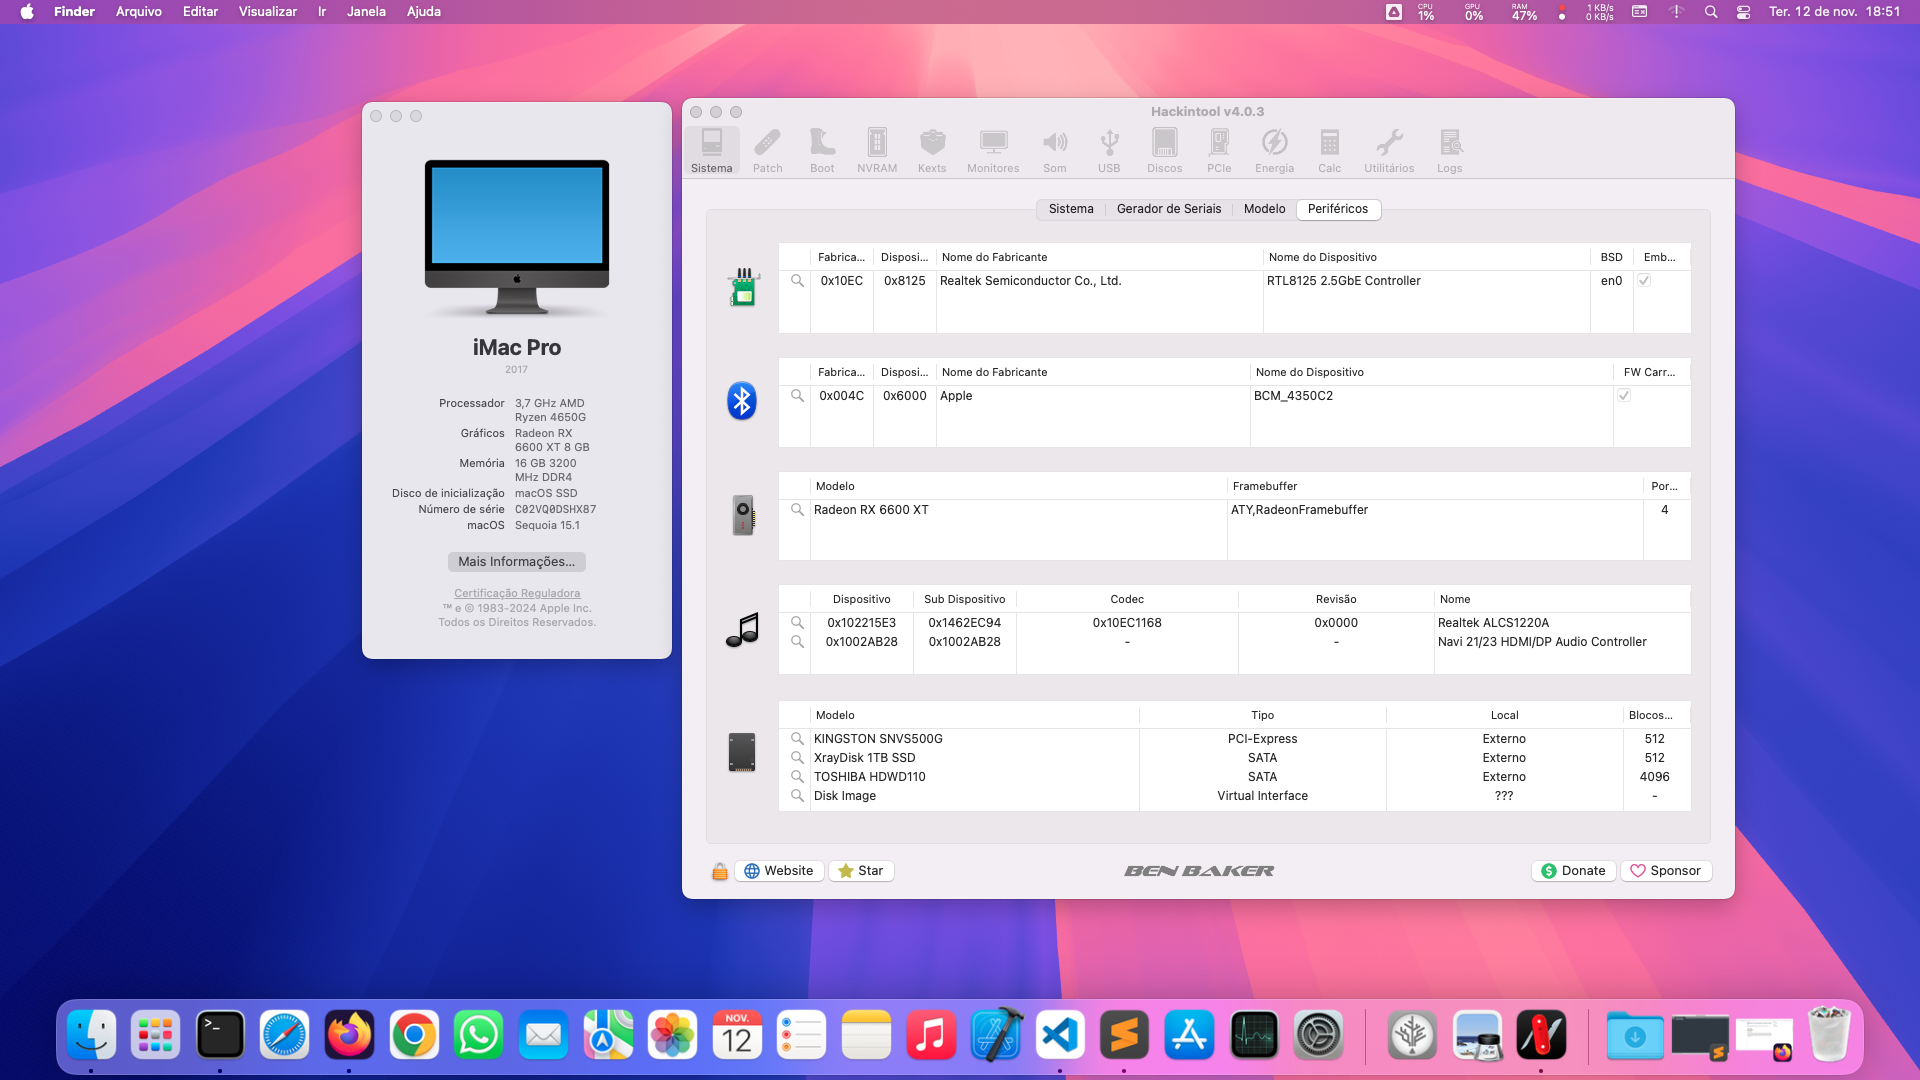 Finder Arquivo Editar Visualizar Ir Janela Ajuda
CPU 1% GPU 0% RAM 47% 1 KB/s 0 KB/s Ter. 12 de nov. 18:51
iMac Pro
2017
Processador 3,7 GHz AMD
Ryzen 4650G
Gráficos Radeon RX
6600 XT 8 GB
Memória 16 GB 3200
MHz DDR4
Disco de inicialização macOS SSD
Número de série C02VQ0DSHX87
macOS Sequoia 15.1
Mais Informações...
Certificação Reguladora
™ e © 1983-2024 Apple Inc.
Todos os Direitos Reservados.
Hackintool v4.0.3
Sistema Patch Boot NVRAM Kexts Monitores Som USB Discos PCIe Energia Calc Utilitários Logs
Sistema Gerador de Seriais Modelo Periféricos
Fabrica... Disposi... Nome do Fabricante Nome do Dispositivo BSD Emb...
0x10EC 0x8125 Realtek Semiconductor Co., Ltd. RTL8125 2.5GbE Controller en0
Fabrica... Disposi... Nome do Fabricante Nome do Dispositivo FW Carr...
0x004C 0x6000 Apple BCM_4350C2
Modelo Framebuffer Por...
Radeon RX 6600 XT ATY,RadeonFramebuffer 4
Dispositivo Sub Dispositivo Codec Revisão Nome
0x102215E3 0x1462EC94 0x10EC1168 0x0000 Realtek ALCS1220A
0x1002AB28 0x1002AB28 - - Navi 21/23 HDMI/DP Audio Controller
Modelo Tipo Local Blocos...
KINGSTON SNVS500G PCI-Express Externo 512
XrayDisk 1TB SSD SATA Externo 512
TOSHIBA HDWD110 SATA Externo 4096
Disk Image Virtual Interface ??? -
Website Star BEN BAKER Donate Sponsor
NOV.
12